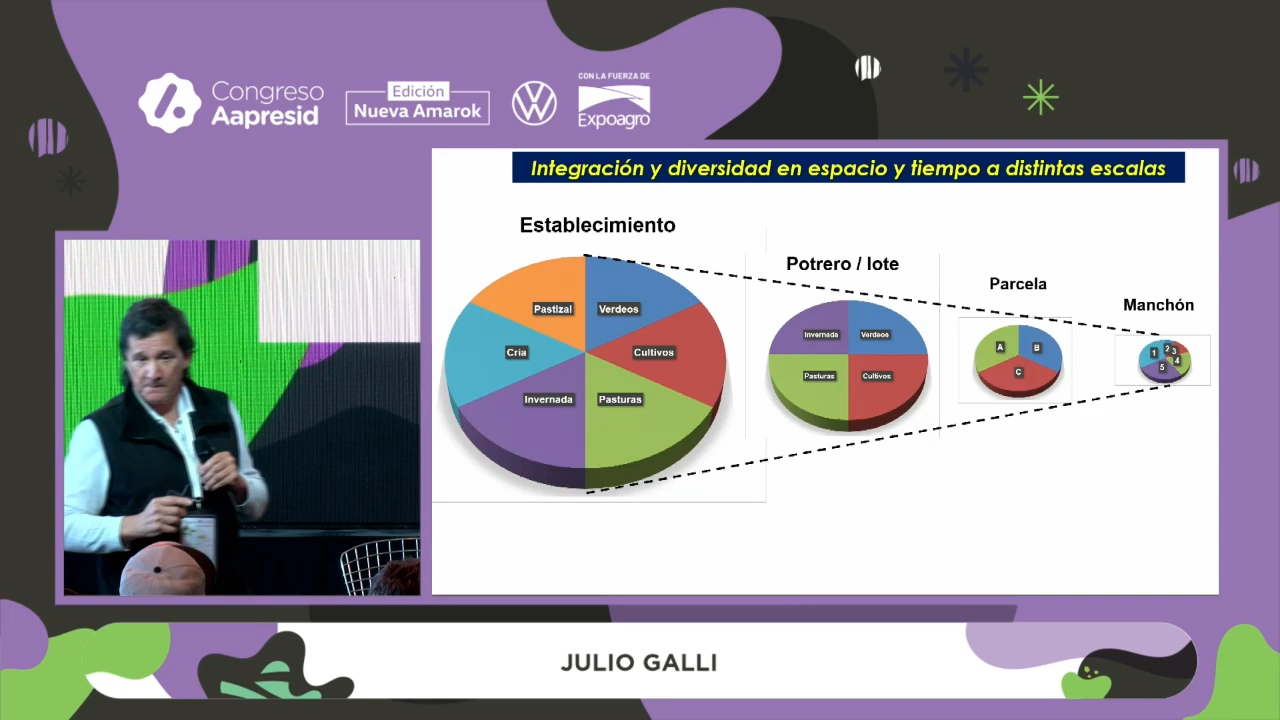 Congreso
Aapresid
Edición
Nueva Amarok
CON LA FUERZA DE
Expoagro
Integración y diversidad en espacio y tiempo a distintas escalas
Establecimiento
Pastizal
Verdeos
Cria
Cultivos
Invernada
Pasturas
Potrero / lote
Invernada
Verdeos
Pasturas
Cultivos
Parcela
A
B
C
Manchón
1
2
3
4
5
JULIO GALLI